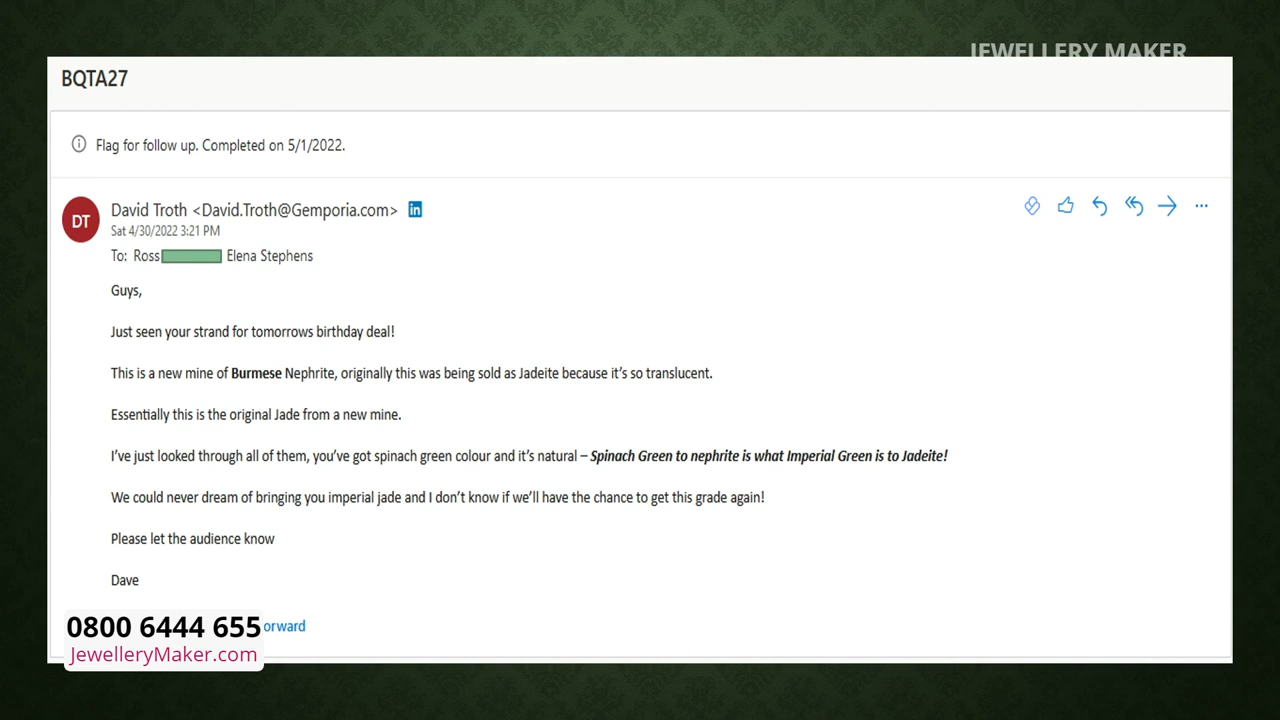 JEWELLERY MAKER
BQTA27
Flag for follow up. Completed on 5/1/2022.
DT
David Troth <David.Troth@Gemporia.com> in
Sat 4/30/2022 3:21 PM
To: Ross Elena Stephens
Guys,
Just seen your strand for tomorrows birthday deal!
This is a new mine of Burmese Nephrite, originally this was being sold as Jadeite because it's so translucent.
Essentially this is the original Jade from a new mine.
I've just looked through all of them, you've got spinach green colour and it's natural – Spinach Green to nephrite is what Imperial Green is to Jadeite!
We could never dream of bringing you imperial jade and I don't know if we'll have the chance to get this grade again!
Please let the audience know
Dave
0800 6444 655 orward
JewelleryMaker.com